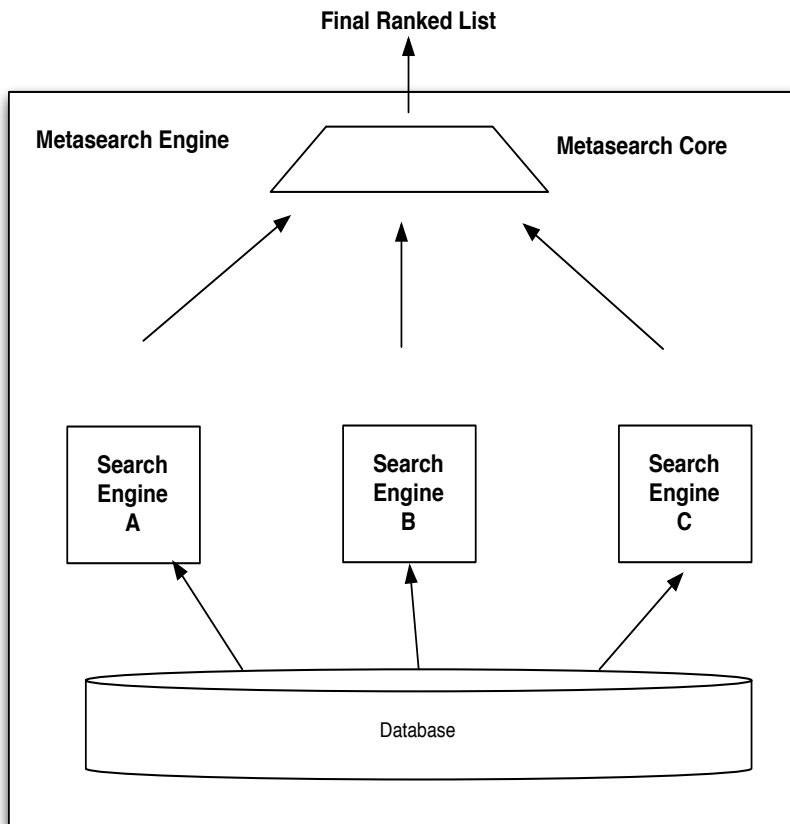 Final Ranked List
Metasearch Engine
Metasearch Core
Search
Engine
A
Search
Engine
B
Search
Engine
C
Database